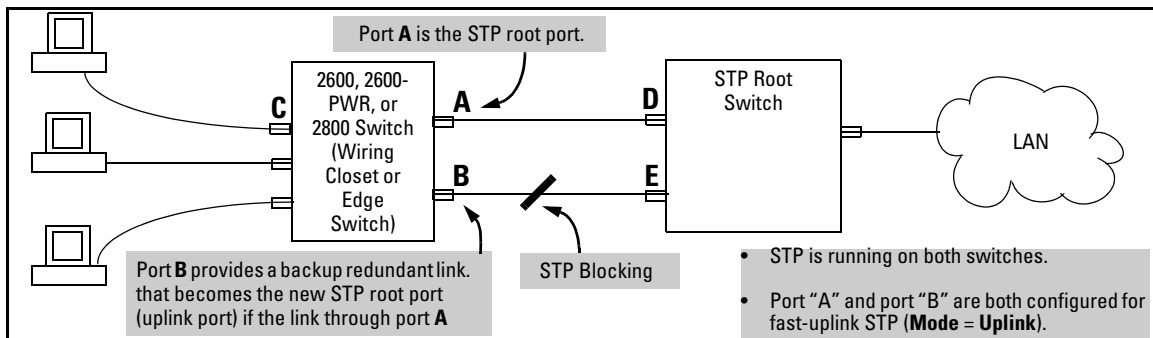 Port A is the STP root port.
2600, 2600-
PWR, or
2800 Switch
(Wiring
Closet or
Edge
Switch)
C
A
B
D
E
STP Root
Switch
LAN
Port B provides a backup redundant link.
that becomes the new STP root port
(uplink port) if the link through port A
STP Blocking
• STP is running on both switches.
• Port “A” and port “B” are both configured for
fast-uplink STP (Mode = Uplink).